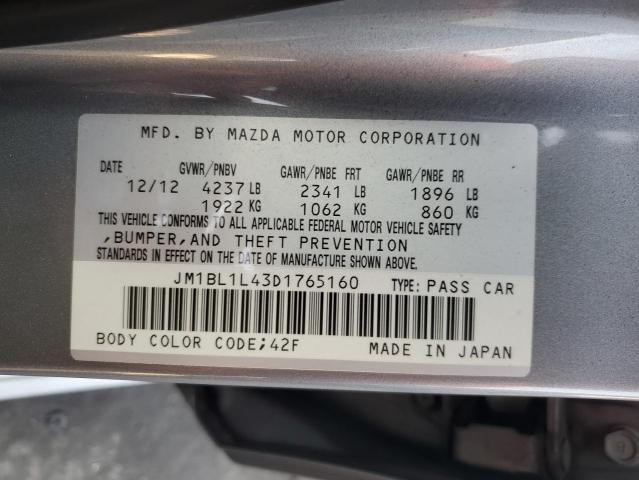 MFD. BY MAZDA MOTOR CORPORATION
DATE GVWR/PNBV GAWR/PNBE FRT GAWR/PNBE RR
12/12 4237 LB 2341 LB 1896 LB
1922 KG 1062 KG 860 KG
THIS VEHICLE CONFORMS TO ALL APPLICABLE FEDERAL MOTOR VEHICLE SAFETY
,BUMPER,AND THEFT PREVENTION
STANDARDS IN EFFECT ON THE DATE OF MANUFACTURE SHOWN ABOVE.
JM1BL1L43D1765160 TYPE: PASS CAR
BODY COLOR CODE;42F MADE IN JAPAN